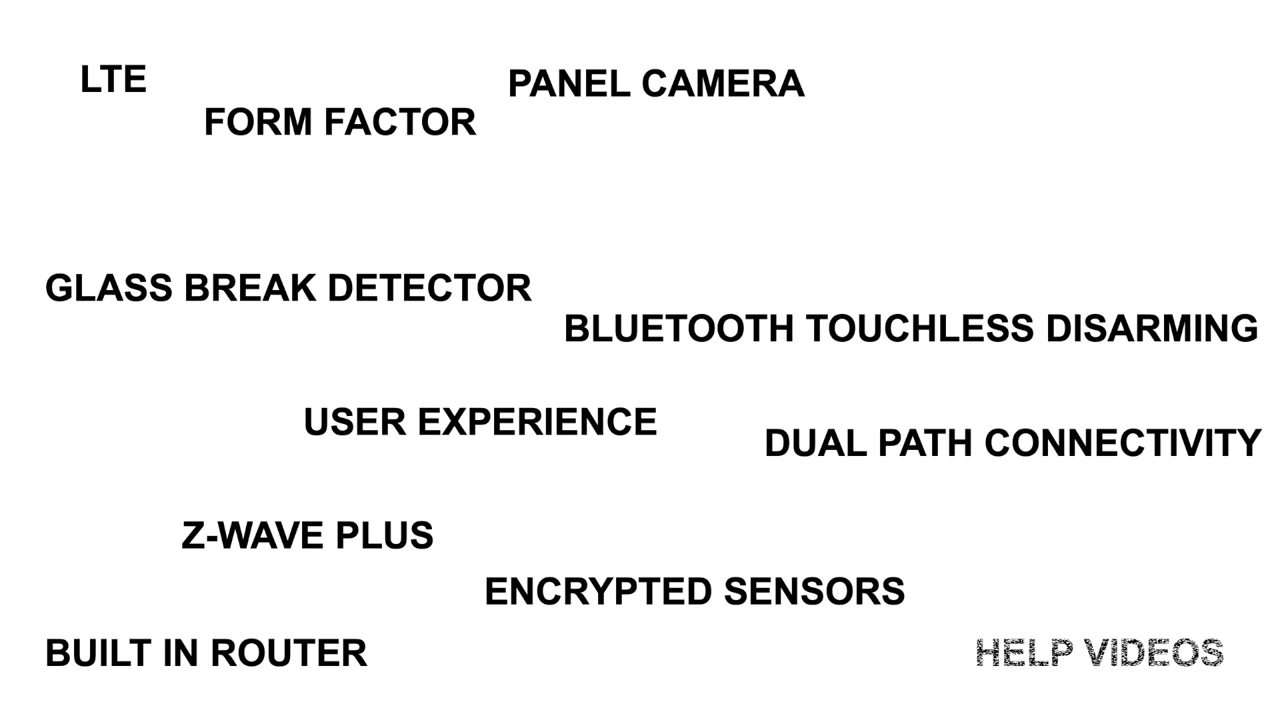 LTE
PANEL CAMERA
FORM FACTOR
GLASS BREAK DETECTOR
BLUETOOTH TOUCHLESS DISARMING
USER EXPERIENCE
DUAL PATH CONNECTIVITY
Z-WAVE PLUS
ENCRYPTED SENSORS
BUILT IN ROUTER
HELP VIDEOS